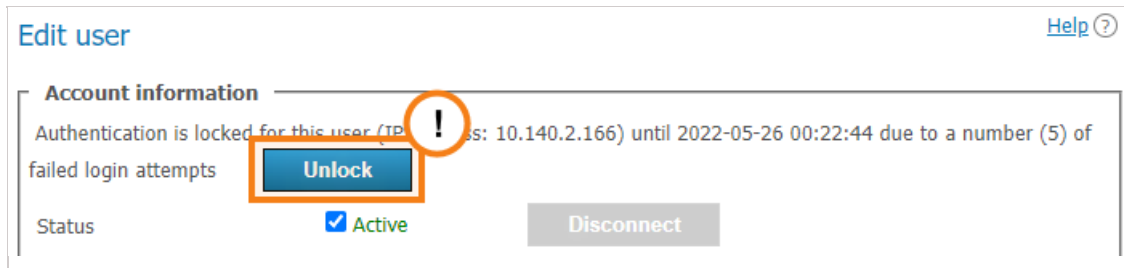 Edit user
Help ?
Account information
Authentication is locked for this user (IP ss: 10.140.2.166) until 2022-05-26 00:22:44 due to a number (5) of
!
failed login attempts Unlock
Status Active Disconnect